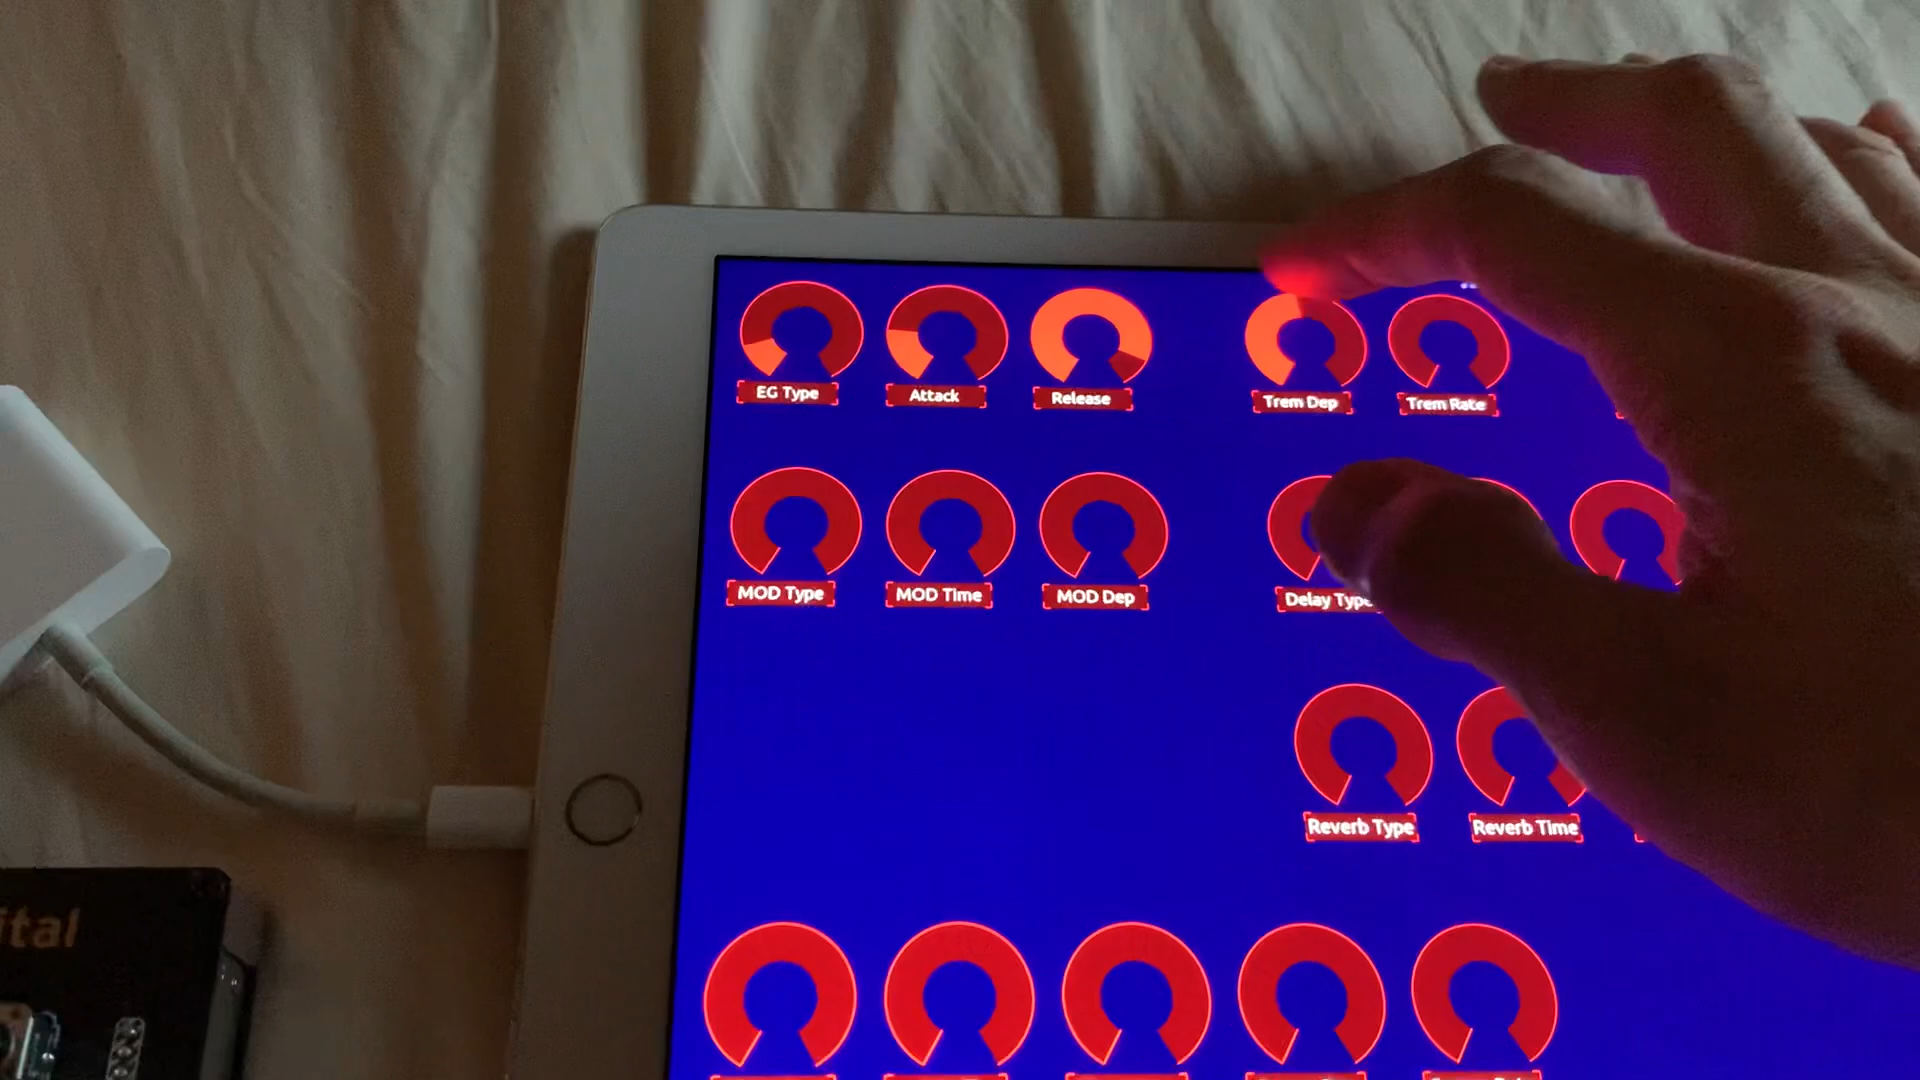 EG Type
Attack
Release
Trem Dep
Trem Rate
MOD Type
MOD Time
MOD Dep
Delay Type
Reverb Type
Reverb Time
ital